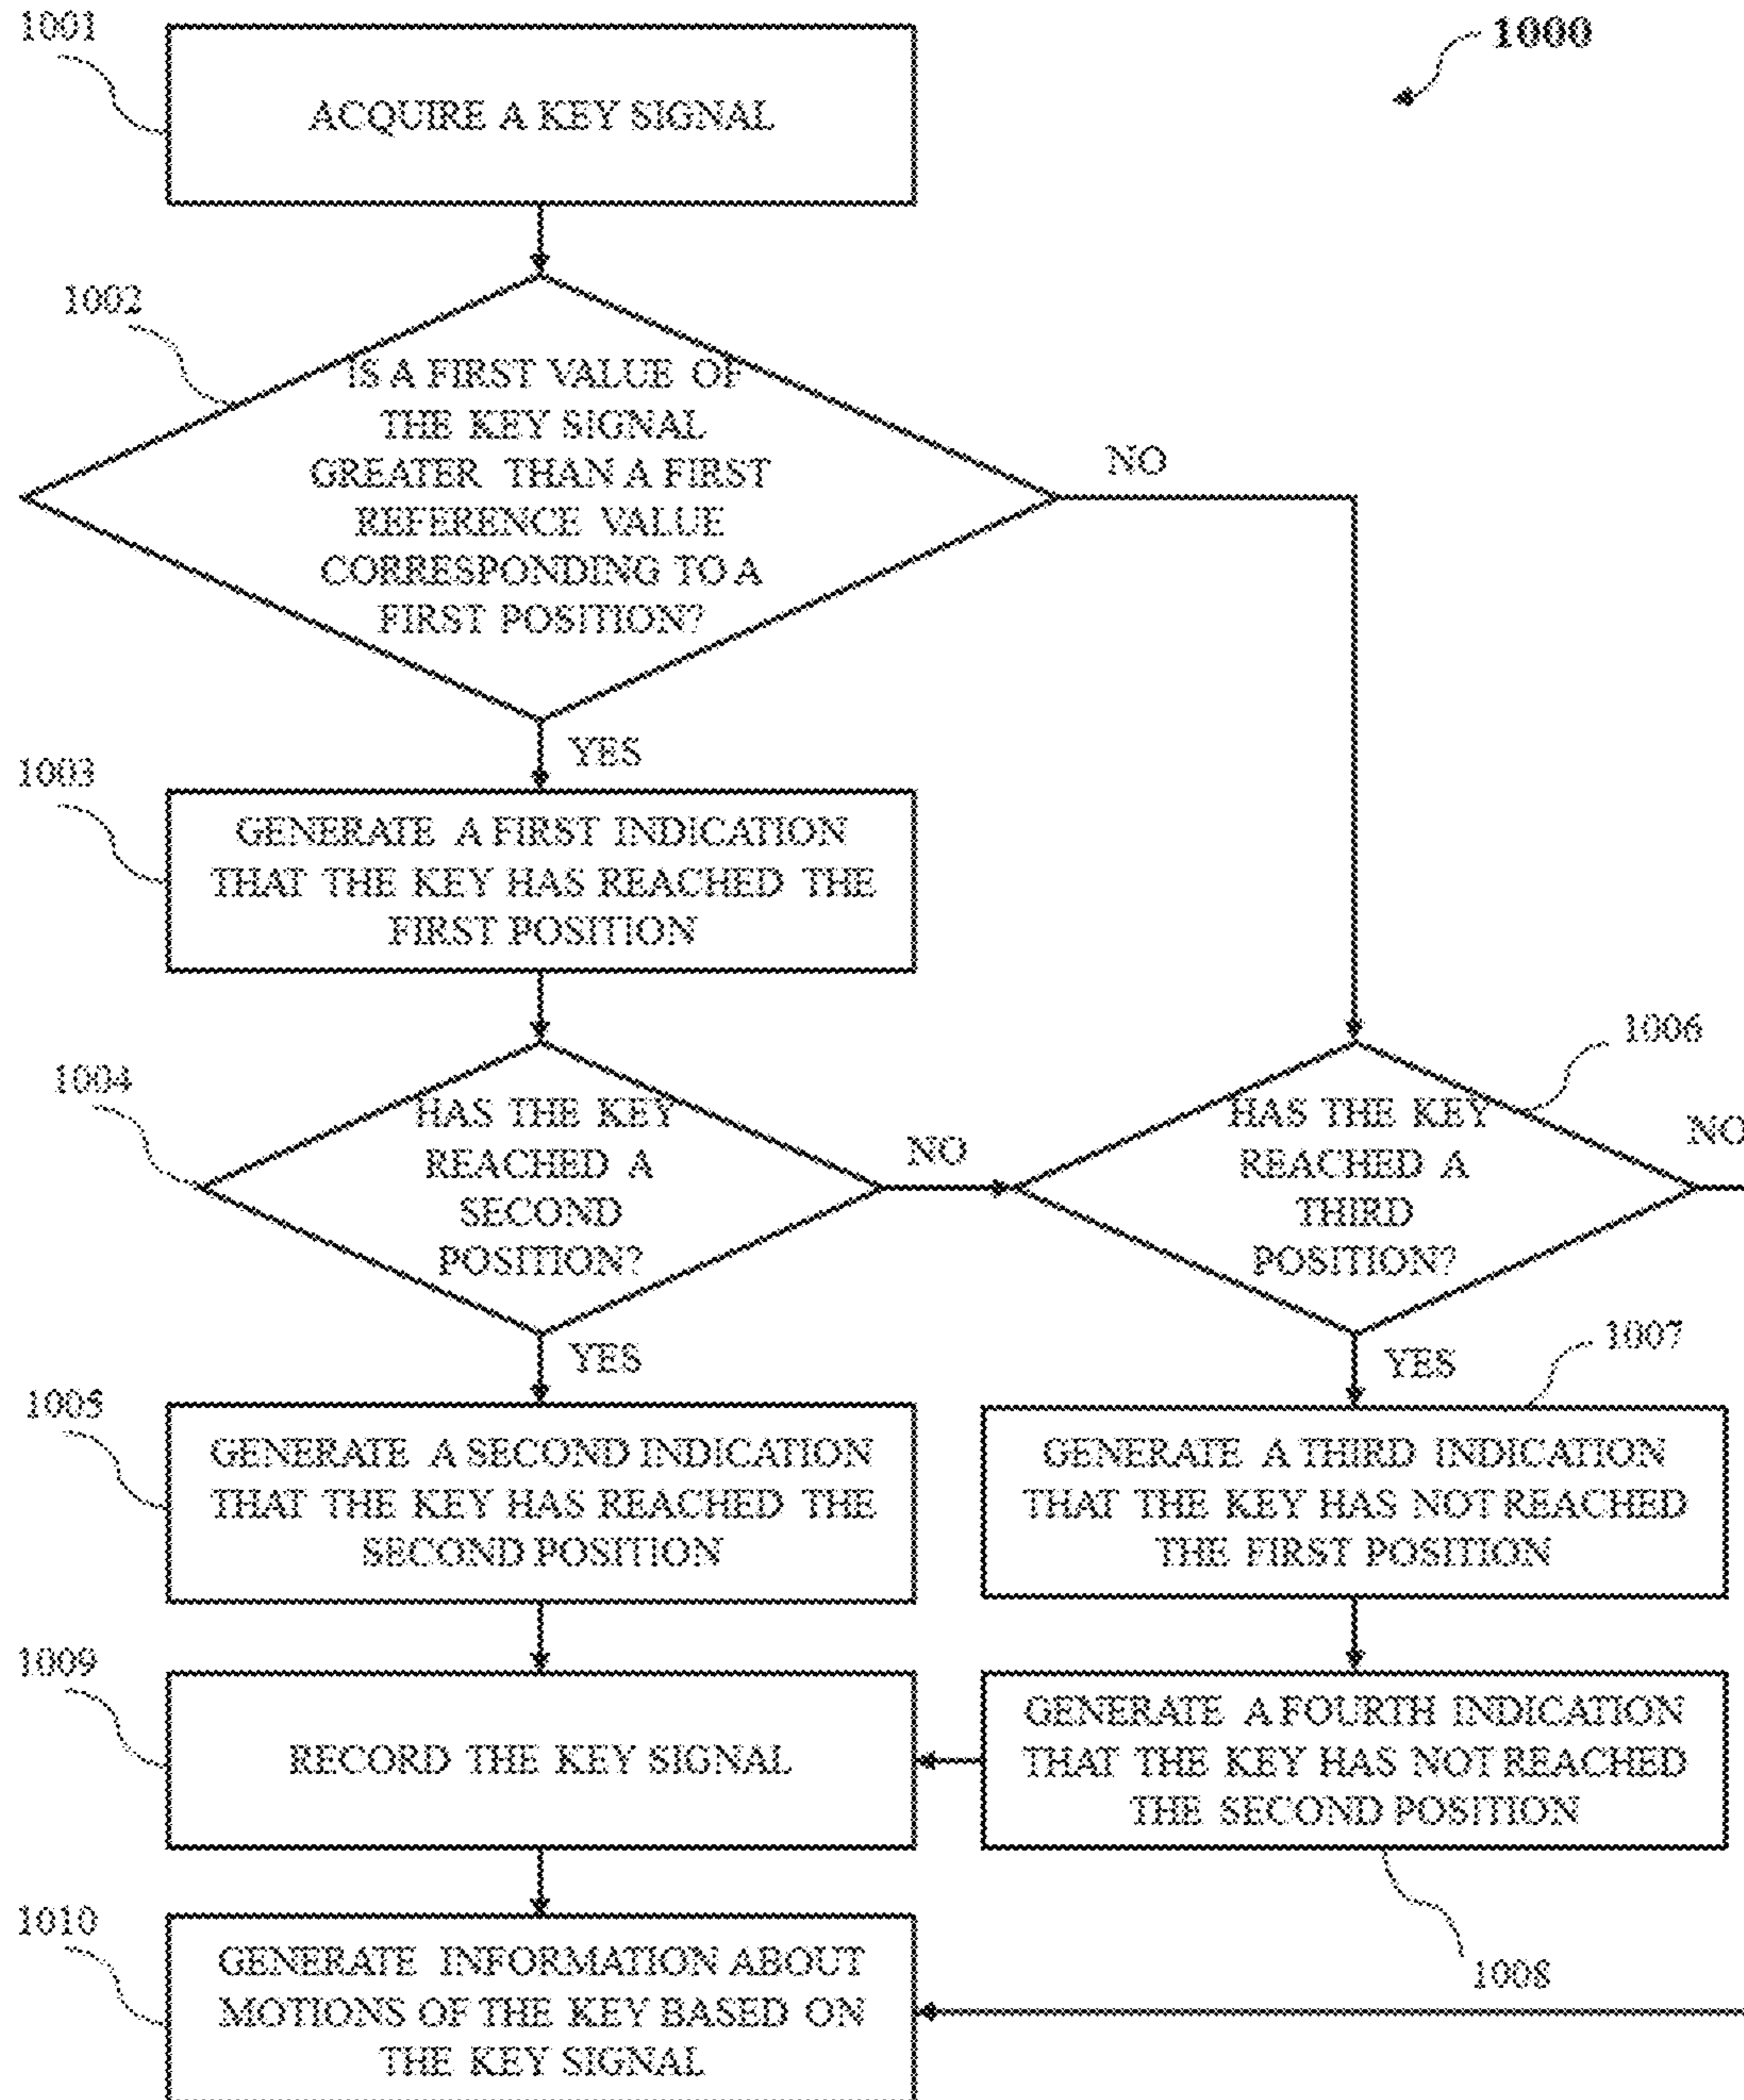 1001
1000
ACQUIRE A KEY SIGNAL
1002
IS A FIRST VALUE OF
THE KEY SIGNAL
GREATER THAN A FIRST
REFERENCE VALUE
CORRESPONDING TO A
FIRST POSITION?
NO
YES
1003
GENERATE A FIRST INDICATION
THAT THE KEY HAS REACHED THE
FIRST POSITION
1004
HAS THE KEY
REACHED A
SECOND
POSITION?
NO
1006
HAS THE KEY
REACHED A
THIRD
POSITION?
NO
YES
YES
1005
GENERATE A SECOND INDICATION
THAT THE KEY HAS REACHED THE
SECOND POSITION
1007
GENERATE A THIRD INDICATION
THAT THE KEY HAS NOT REACHED
THE FIRST POSITION
1009
RECORD THE KEY SIGNAL
GENERATE A FOURTH INDICATION
THAT THE KEY HAS NOT REACHED
THE SECOND POSITION
1008
1010
GENERATE INFORMATION ABOUT
MOTIONS OF THE KEY BASED ON
THE KEY SIGNAL